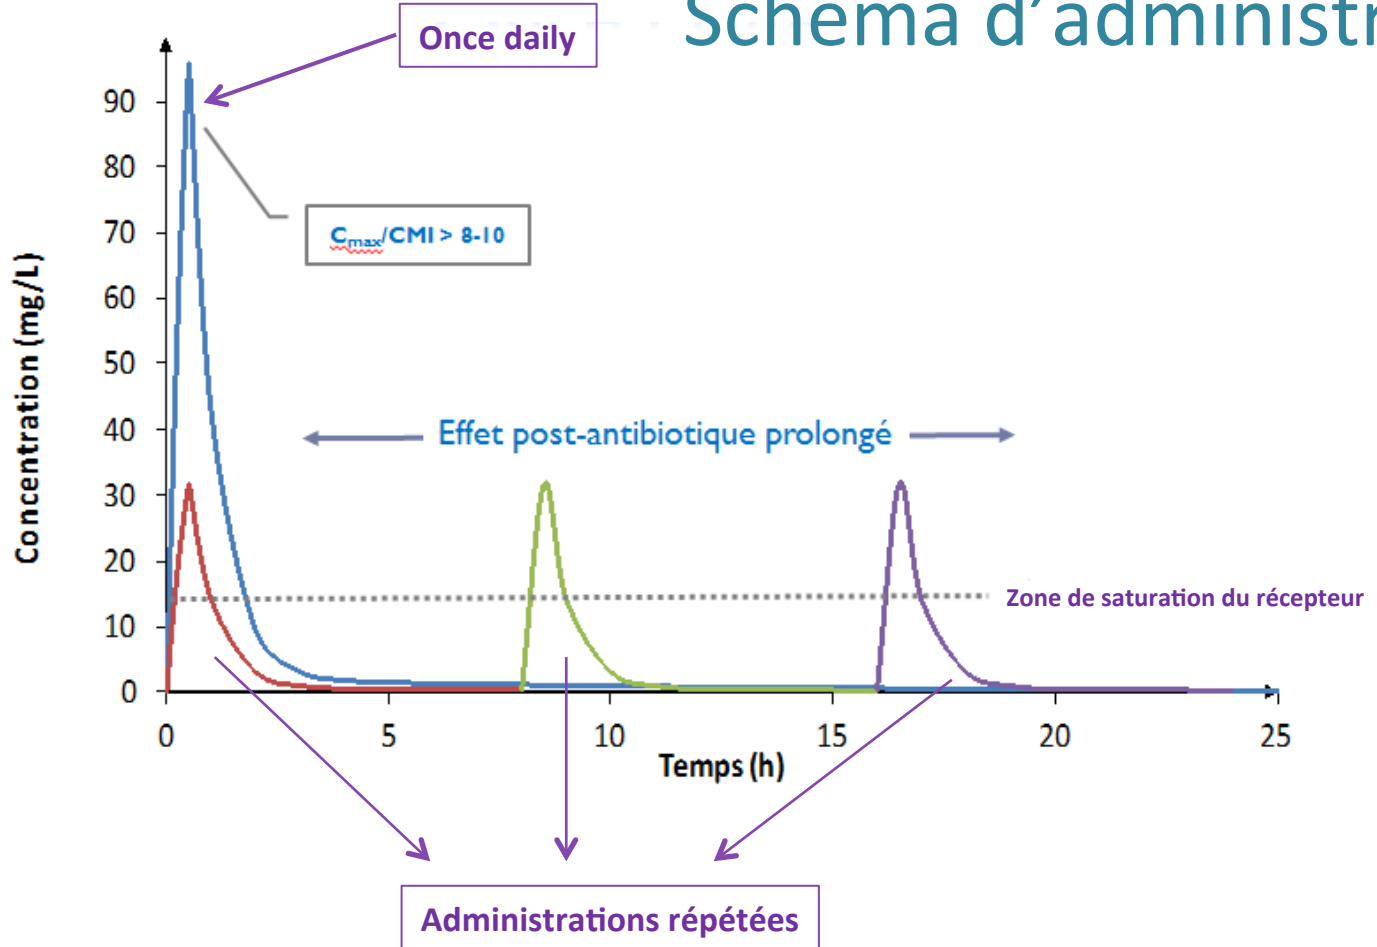 Schéma d'administr
Once daily
90
80
70
60
50
40
30
20
10
0
Concentration (mg/L)
Cmax/CMI > 8-10
Effet post-antibiotique prolongé
Zone de saturation du récepteur
0 5 10 15 20 25
Temps (h)
Administrations répétées